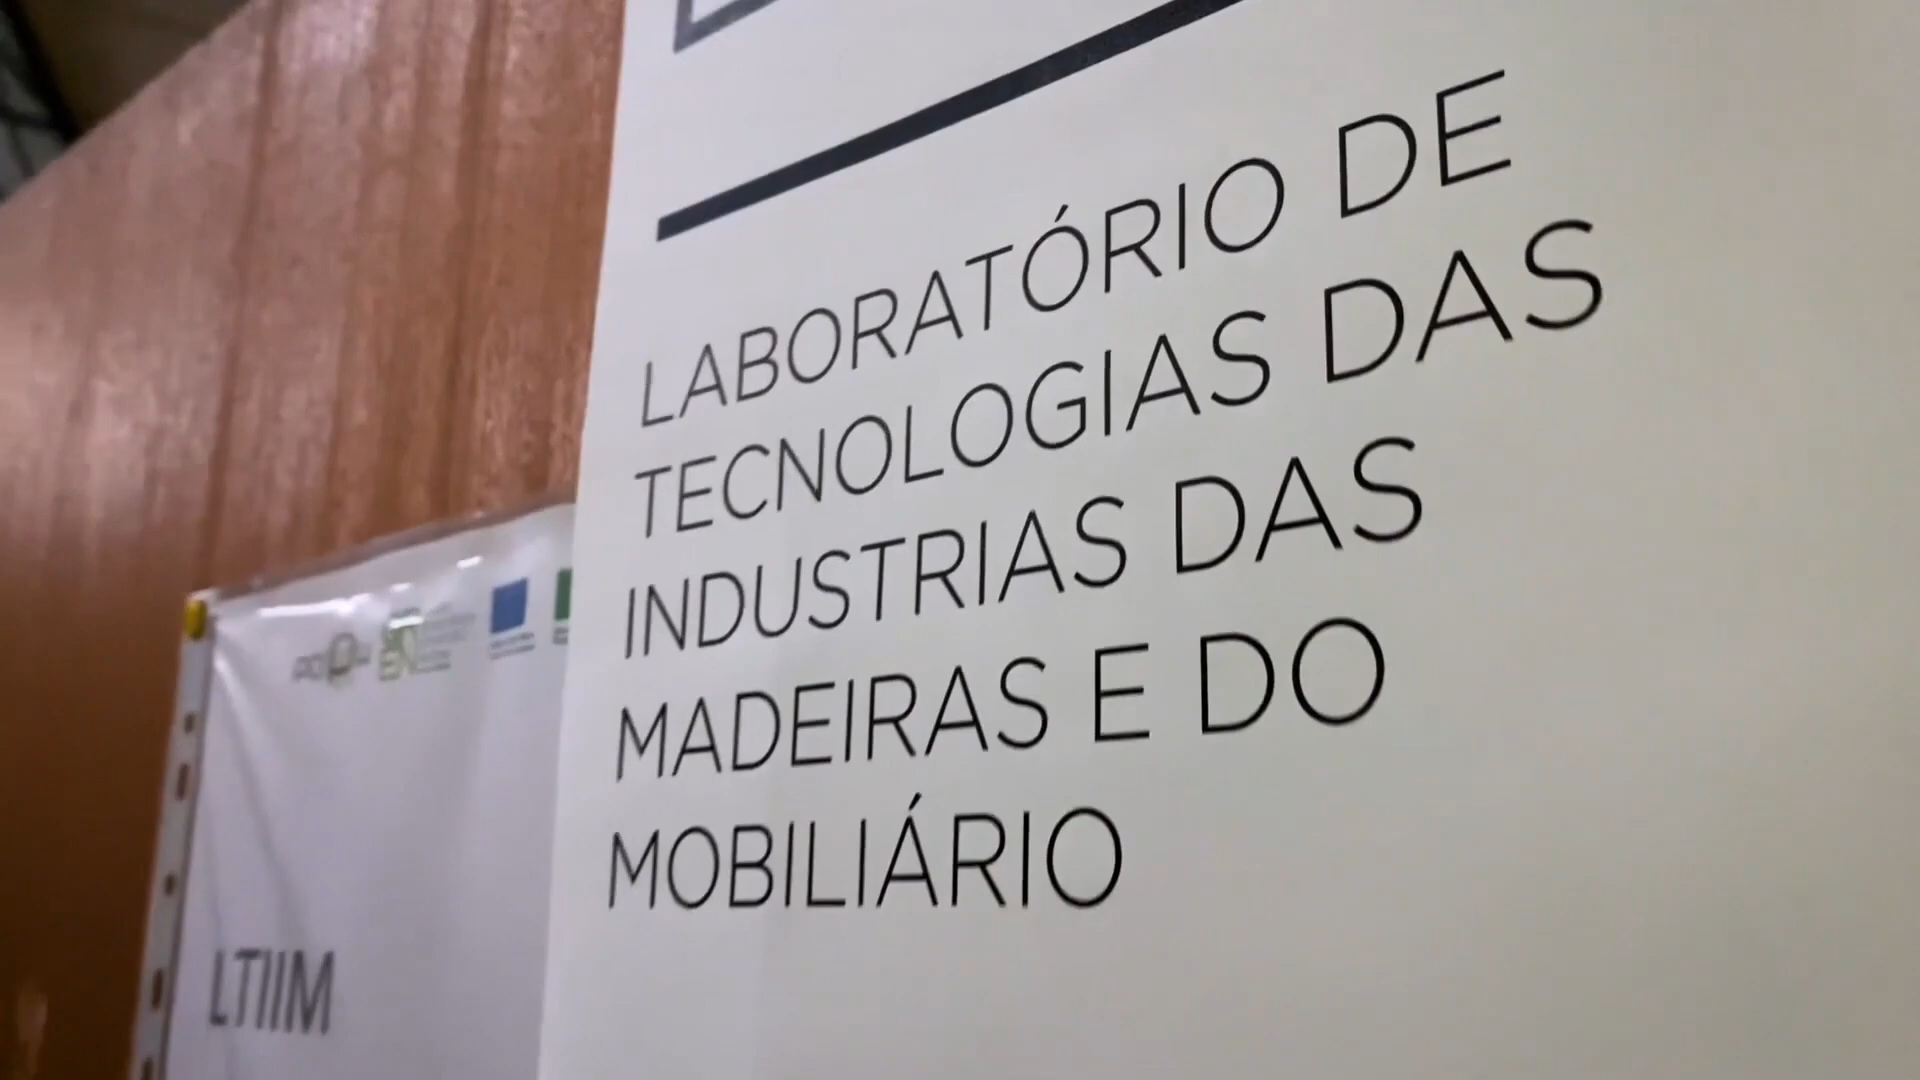 LABORATÓRIO DE
TECNOLOGIAS DAS
INDUSTRIAS DAS
MADEIRAS E DO
MOBILIÁRIO
LTIIM